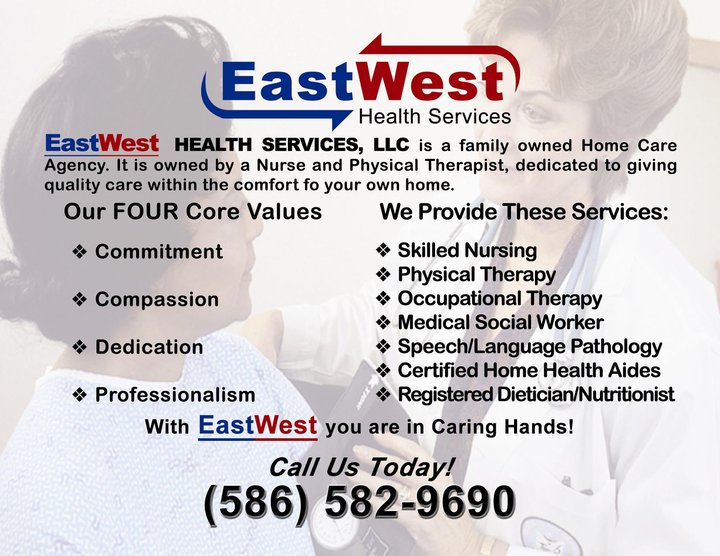 EastWest
Health Services
EastWest HEALTH SERVICES, LLC is a family owned Home Care
Agency. It is owned by a Nurse and Physical Therapist, dedicated to giving
quality care within the comfort fo your own home.
Our FOUR Core Values
❖ Commitment
❖ Compassion
❖ Dedication
❖ Professionalism
We Provide These Services:
❖ Skilled Nursing
❖ Physical Therapy
❖ Occupational Therapy
❖ Medical Social Worker
❖ Speech/Language Pathology
❖ Certified Home Health Aides
❖ Registered Dietician/Nutritionist
With EastWest you are in Caring Hands!
Call Us Today!
(586) 582-9690